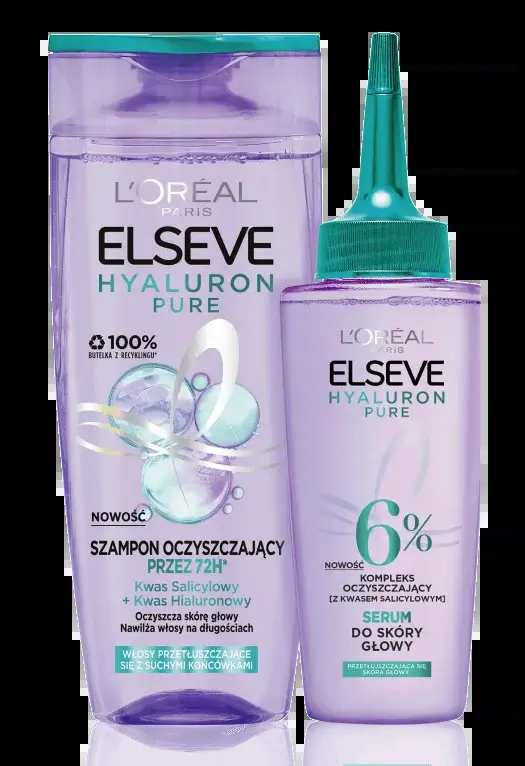 L'ORÉAL
PARIS
ELSEVE
HYALURON
PURE
100%
BUTELKA Z RECYKLINGU*
NOWOŚĆ
SZAMPON OCZYSZCZAJĄCY
PRZEZ 72H*
Kwas Salicylowy
+ Kwas Hialuronowy
Oczyszcza skórę głowy
Nawilża włosy na długościach
WŁOSY PRZETŁUSZCZAJĄCE
SIĘ Z SUCHYMI KOŃCÓWKAMI
L'ORÉAL
PARIS
ELSEVE
HYALURON
PURE
6%
NOWOŚĆ
KOMPLEKS
OCZYSZCZAJĄCY
[Z KWASEM SALICYLOWYM]
SERUM
DO SKÓRY
GŁOWY
PRZETŁUSZCZAJĄCA SIĘ
SKÓRA GŁOWY